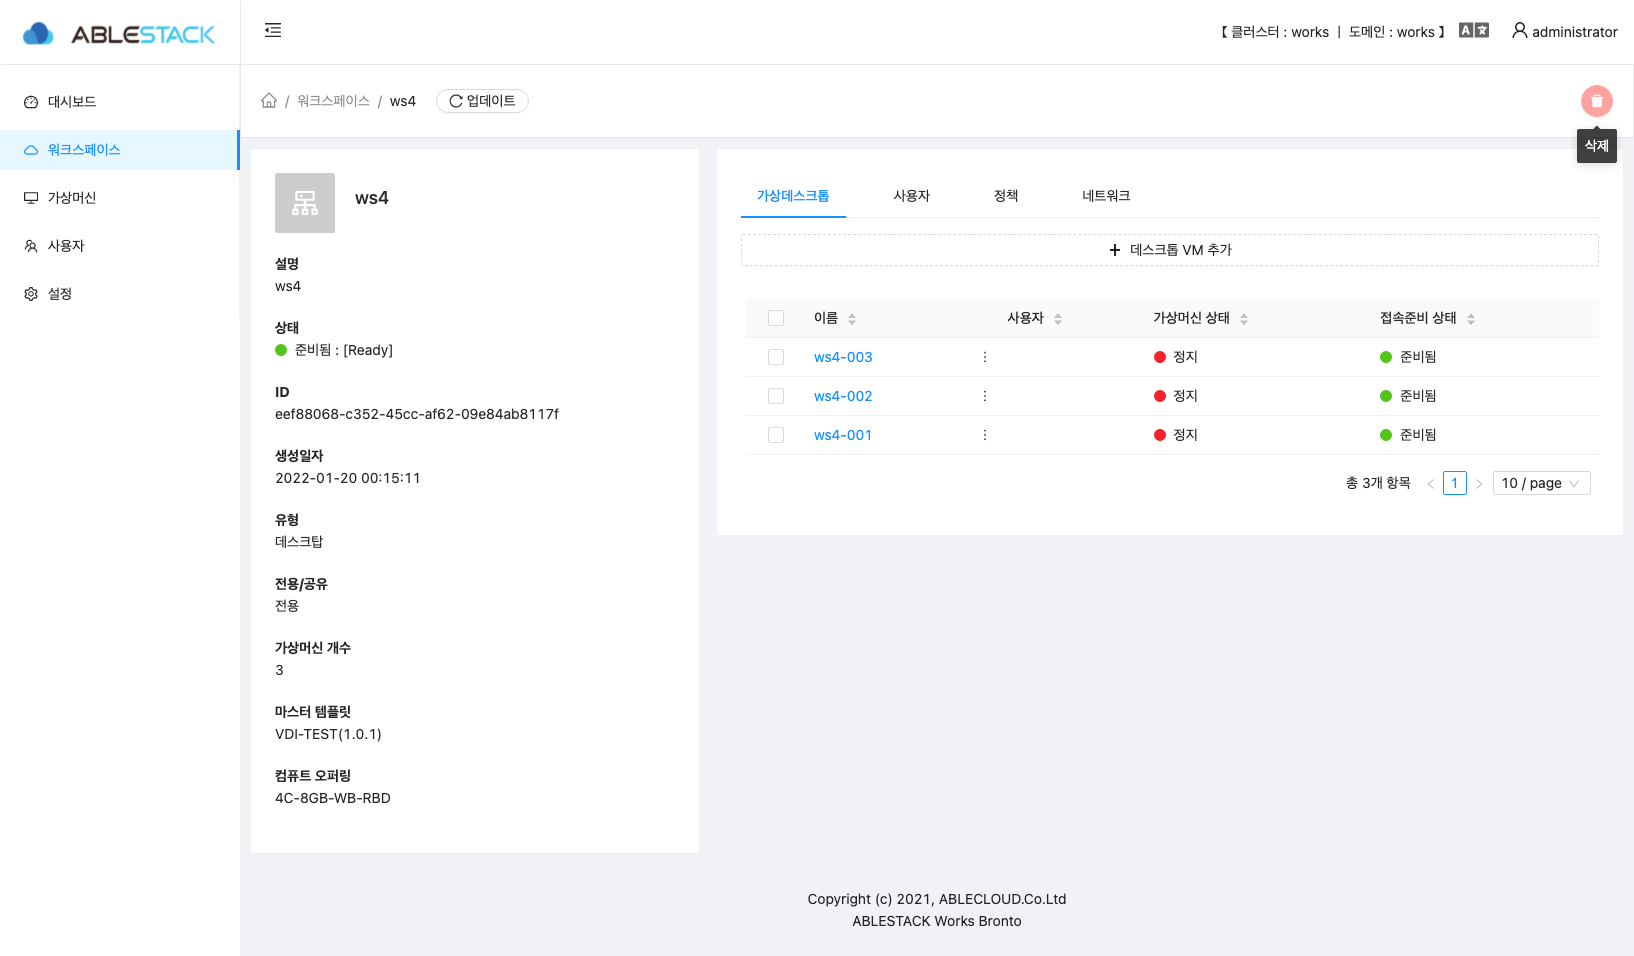 ABLESTACK
【 클러스터 : works | 도메인 : works 】
A
administrator
대시보드
워크스페이스
가상머신
사용자
설정
/ 워크스페이스 / ws4
업데이트
삭제
ws4
설명
ws4
상태
준비됨 : [Ready]
ID
eef88068-c352-45cc-af62-09e84ab8117f
생성일자
2022-01-20 00:15:11
유형
데스크탑
전용/공유
전용
가상머신 개수
3
마스터 템플릿
VDI-TEST(1.0.1)
컴퓨트 오퍼링
4C-8GB-WB-RBD
가상데스크톱 사용자 정책 네트워크
+ 데스크톱 VM 추가
이름 사용자 가상머신 상태 접속준비 상태
ws4-003 정지 준비됨
ws4-002 정지 준비됨
ws4-001 정지 준비됨
총 3개 항목 < 1 > 10 / page
Copyright (c) 2021, ABLECLOUD.Co.Ltd
ABLESTACK Works Bronto